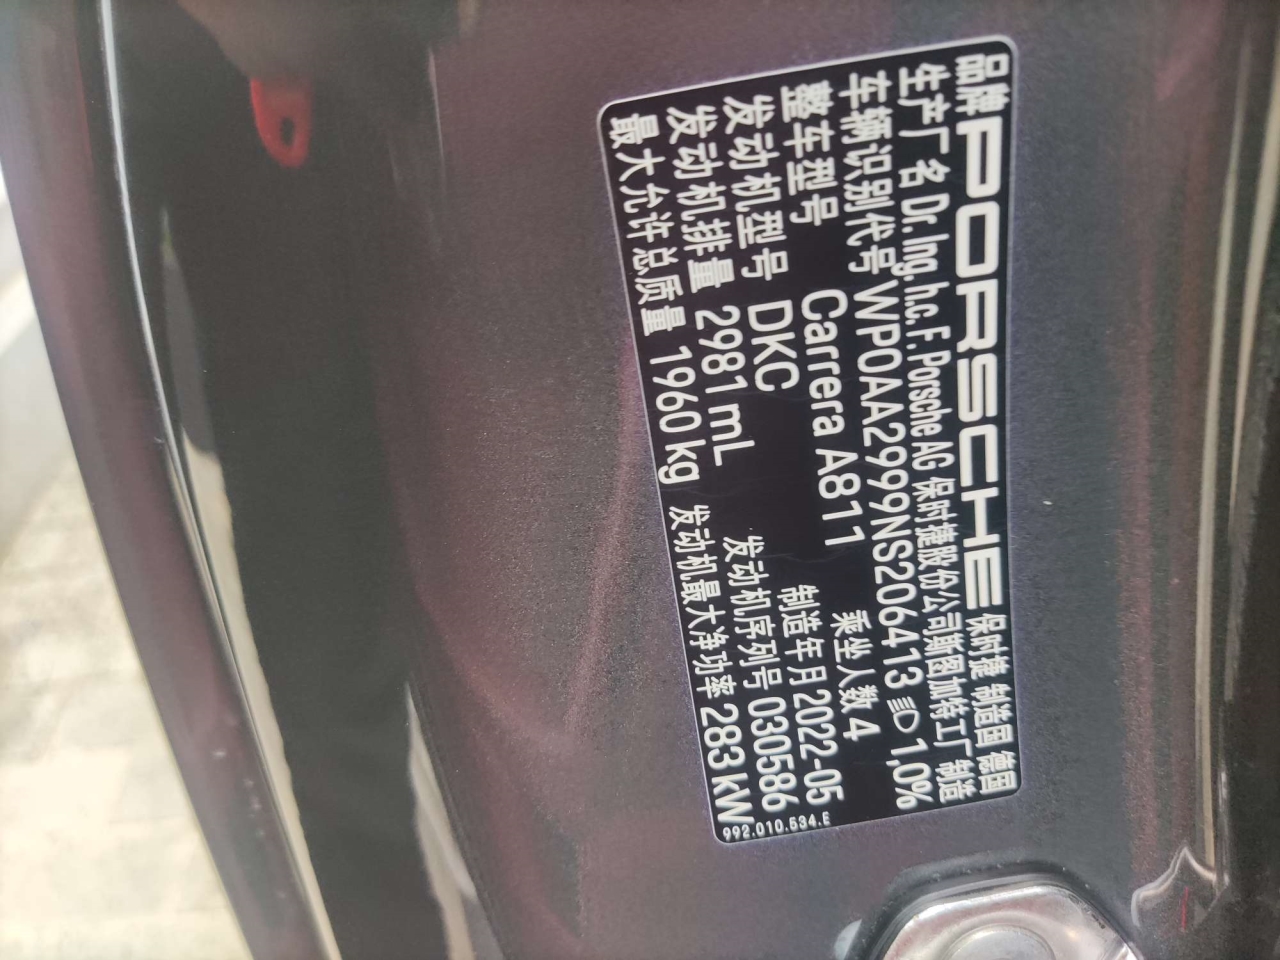 品牌 PORSCHE 保时捷 制造国 德国
生产厂名 Dr. Ing. h.c. F. Porsche AG 保时捷股份公司斯图加特工厂制造
车辆识别代号 WP0AA2999NS206413 1,0%
整车型号 Carrera A811 乘坐人数 4
发动机型号 DKC 制造年月 2022-05
发动机排量 2981 mL 发动机序列号 030586
最大允许总质量 1960 kg 发动机最大净功率 283 kW
992.010.534.E